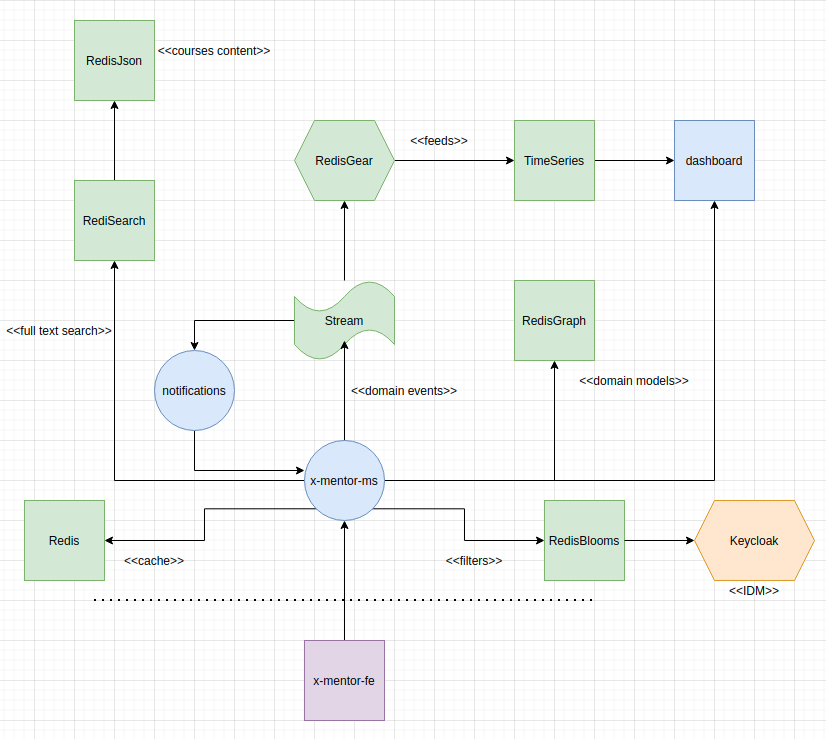 RedisJson
<<courses content>>
RedisGear
<<feeds>>
TimeSeries
dashboard
RediSearch
<<full text search>>
Stream
RedisGraph
notifications
<<domain events>>
<<domain models>>
x-mentor-ms
Redis
<<cache>>
<<filters>>
RedisBlooms
Keycloak
<<IDM>>
x-mentor-fe